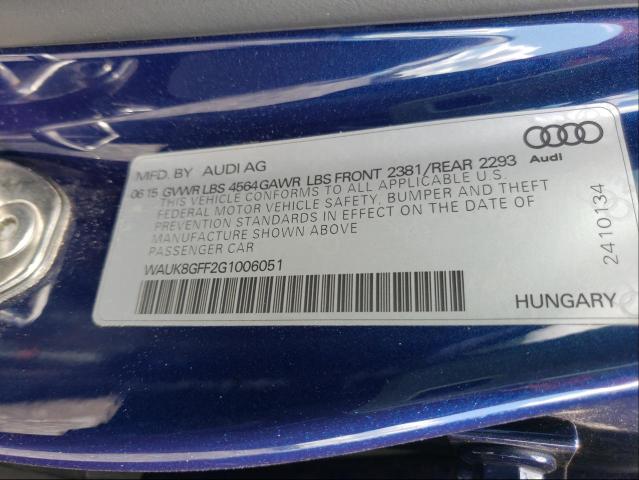 MFD. BY AUDI AG
0615 GVWR LBS 4564 GAWR LBS FRONT 2381/REAR 2293
THIS VEHICLE CONFORMS TO ALL APPLICABLE U.S.
FEDERAL MOTOR VEHICLE SAFETY, BUMPER AND THEFT
PREVENTION STANDARDS IN EFFECT ON THE DATE OF
MANUFACTURE SHOWN ABOVE
PASSENGER CAR
WAUK8GFF2G1006051
Audi
2410134
HUNGARY